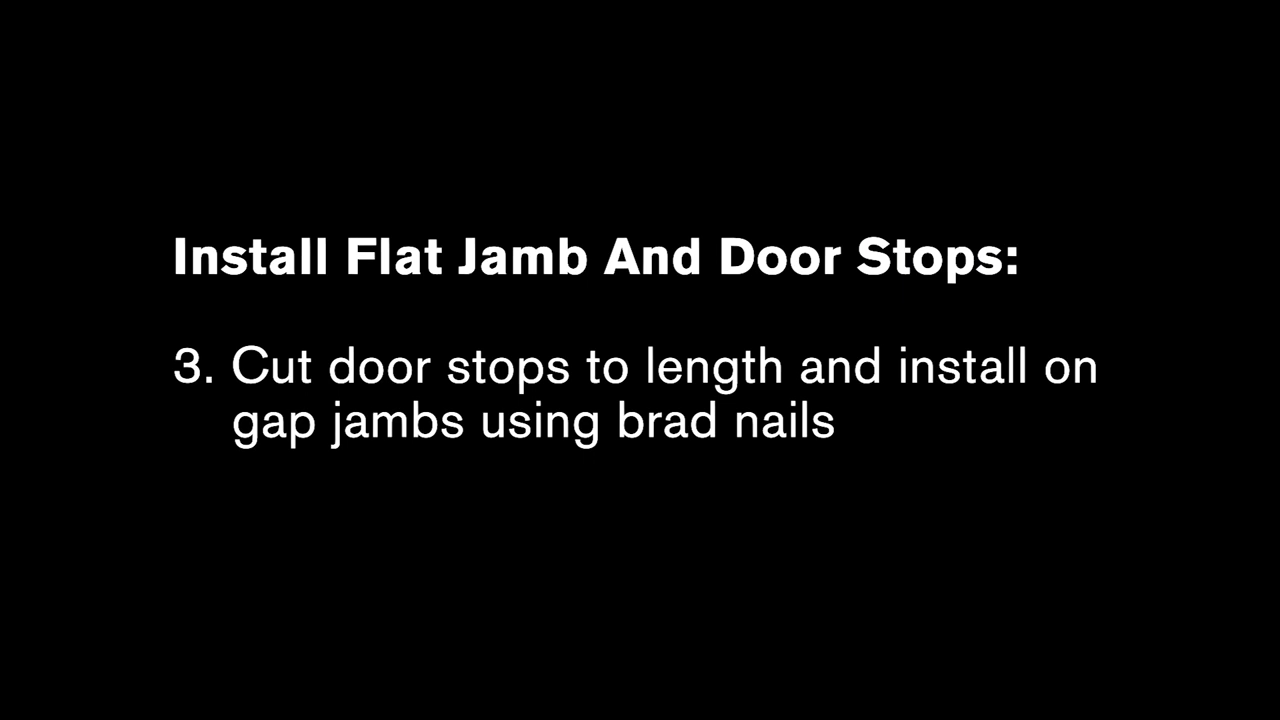 Install Flat Jamb And Door Stops:
3. Cut door stops to length and install on
gap jambs using brad nails